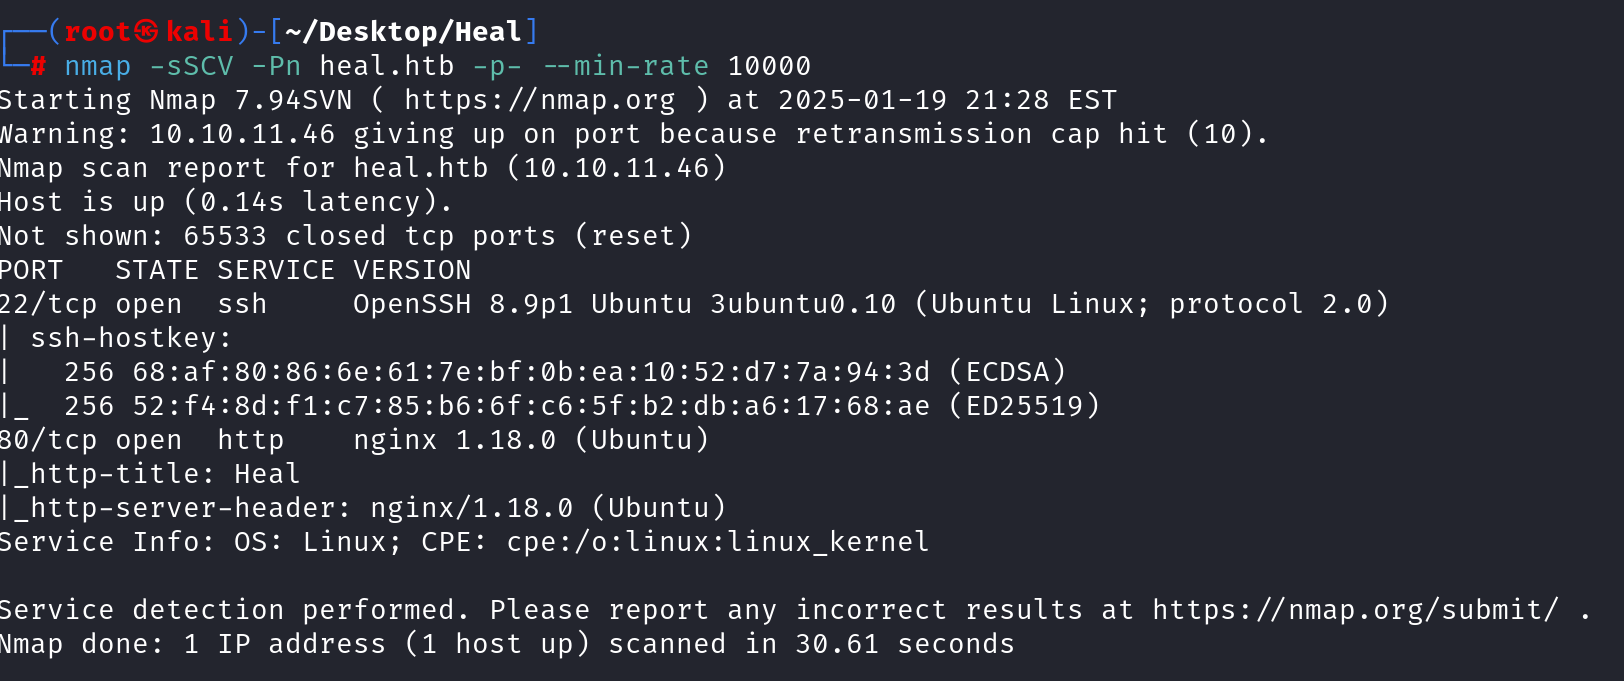 ┌──(root㉿kali)-[~/Desktop/Heal]
└─# nmap -sSCV -Pn heal.htb -p- --min-rate 10000
Starting Nmap 7.94SVN ( https://nmap.org ) at 2025-01-19 21:28 EST
Warning: 10.10.11.46 giving up on port because retransmission cap hit (10).
Nmap scan report for heal.htb (10.10.11.46)
Host is up (0.14s latency).
Not shown: 65533 closed tcp ports (reset)
PORT   STATE SERVICE VERSION
22/tcp open  ssh     OpenSSH 8.9p1 Ubuntu 3ubuntu0.10 (Ubuntu Linux; protocol 2.0)
| ssh-hostkey:
|   256 68:af:80:86:6e:61:7e:bf:0b:ea:10:52:d7:7a:94:3d (ECDSA)
|_  256 52:f4:8d:f1:c7:85:b6:6f:c6:5f:b2:db:a6:17:68:ae (ED25519)
80/tcp open  http    nginx 1.18.0 (Ubuntu)
|_http-title: Heal
|_http-server-header: nginx/1.18.0 (Ubuntu)
Service Info: OS: Linux; CPE: cpe:/o:linux:linux_kernel

Service detection performed. Please report any incorrect results at https://nmap.org/submit/ .
Nmap done: 1 IP address (1 host up) scanned in 30.61 seconds